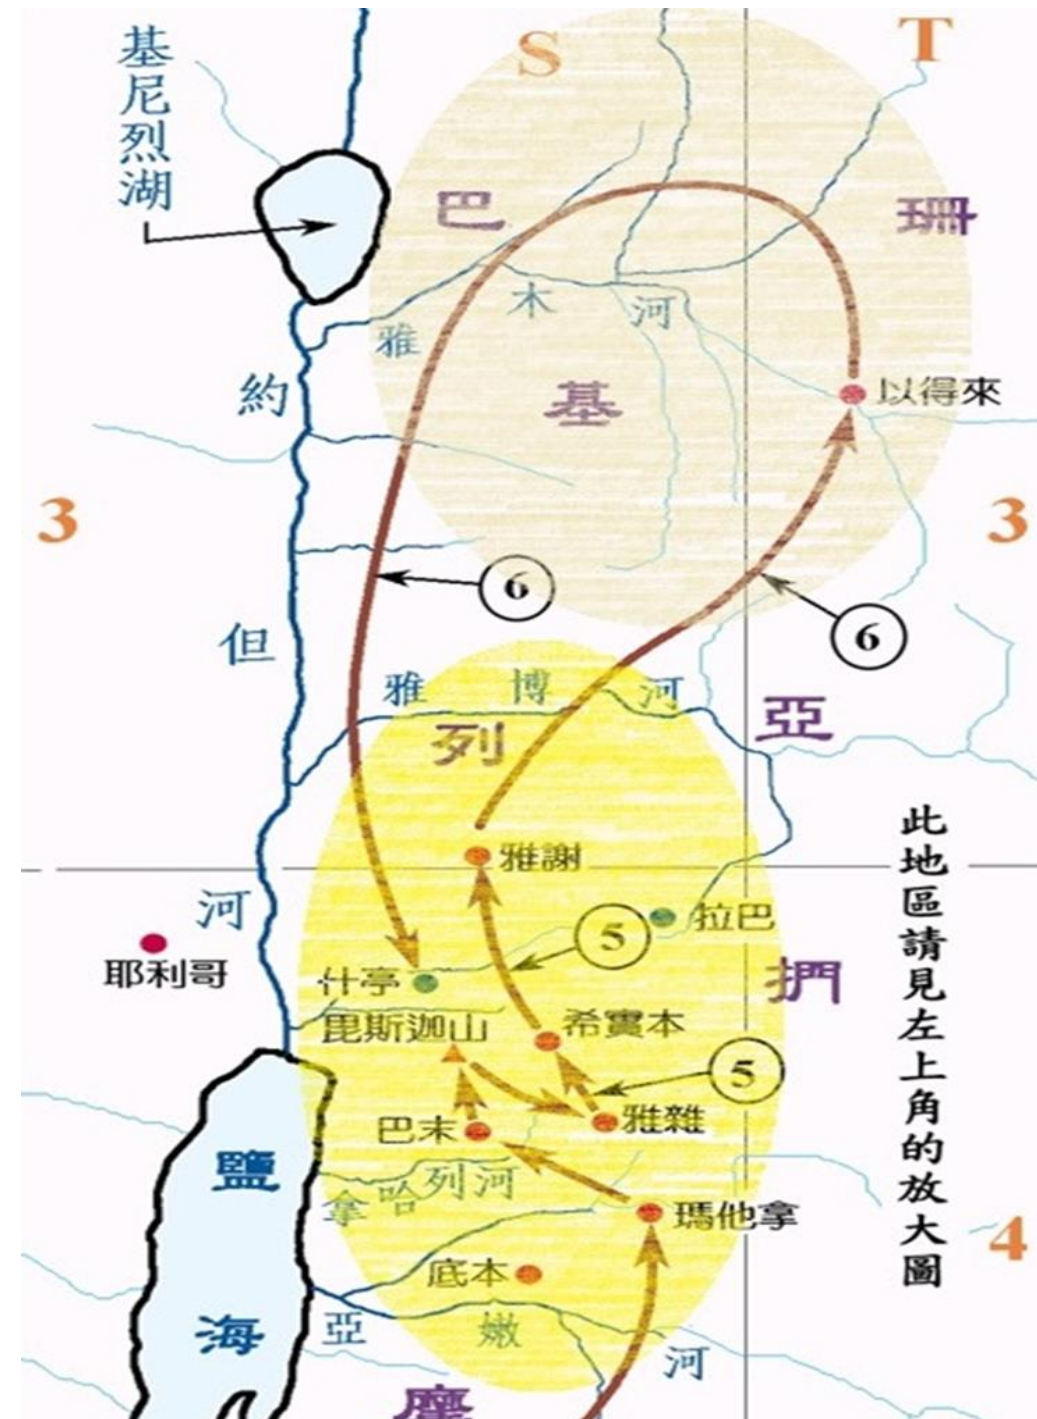 S
T
基尼烈湖
巴
珊
雅
木
河
基
約
以得來
3
3
6
6
但
雅
博
河
列
亞
此地區請見左上角的放大圖
雅謝
河
拉巴
5
耶利哥
什亭
捫
毘斯迦山
希實本
5
巴末
雅雜
鹽
拿哈列河
瑪他拿
4
底本
海
亞
嫩
河
摩